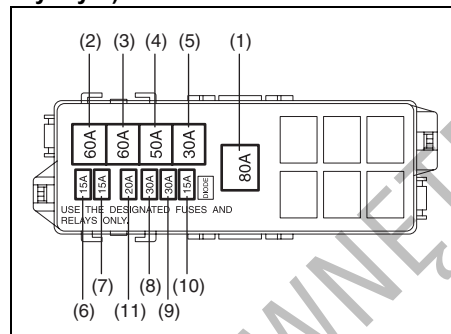 (2) (3) (4) (5) (1)
60A 60A 50A 30A
80A
15A 15A 20A 30A 30A 15A DIODE
USE THE DESIGNATED FUSES AND
RELAYS ONLY.
(7) (8) (10)
(6) (11) (9)